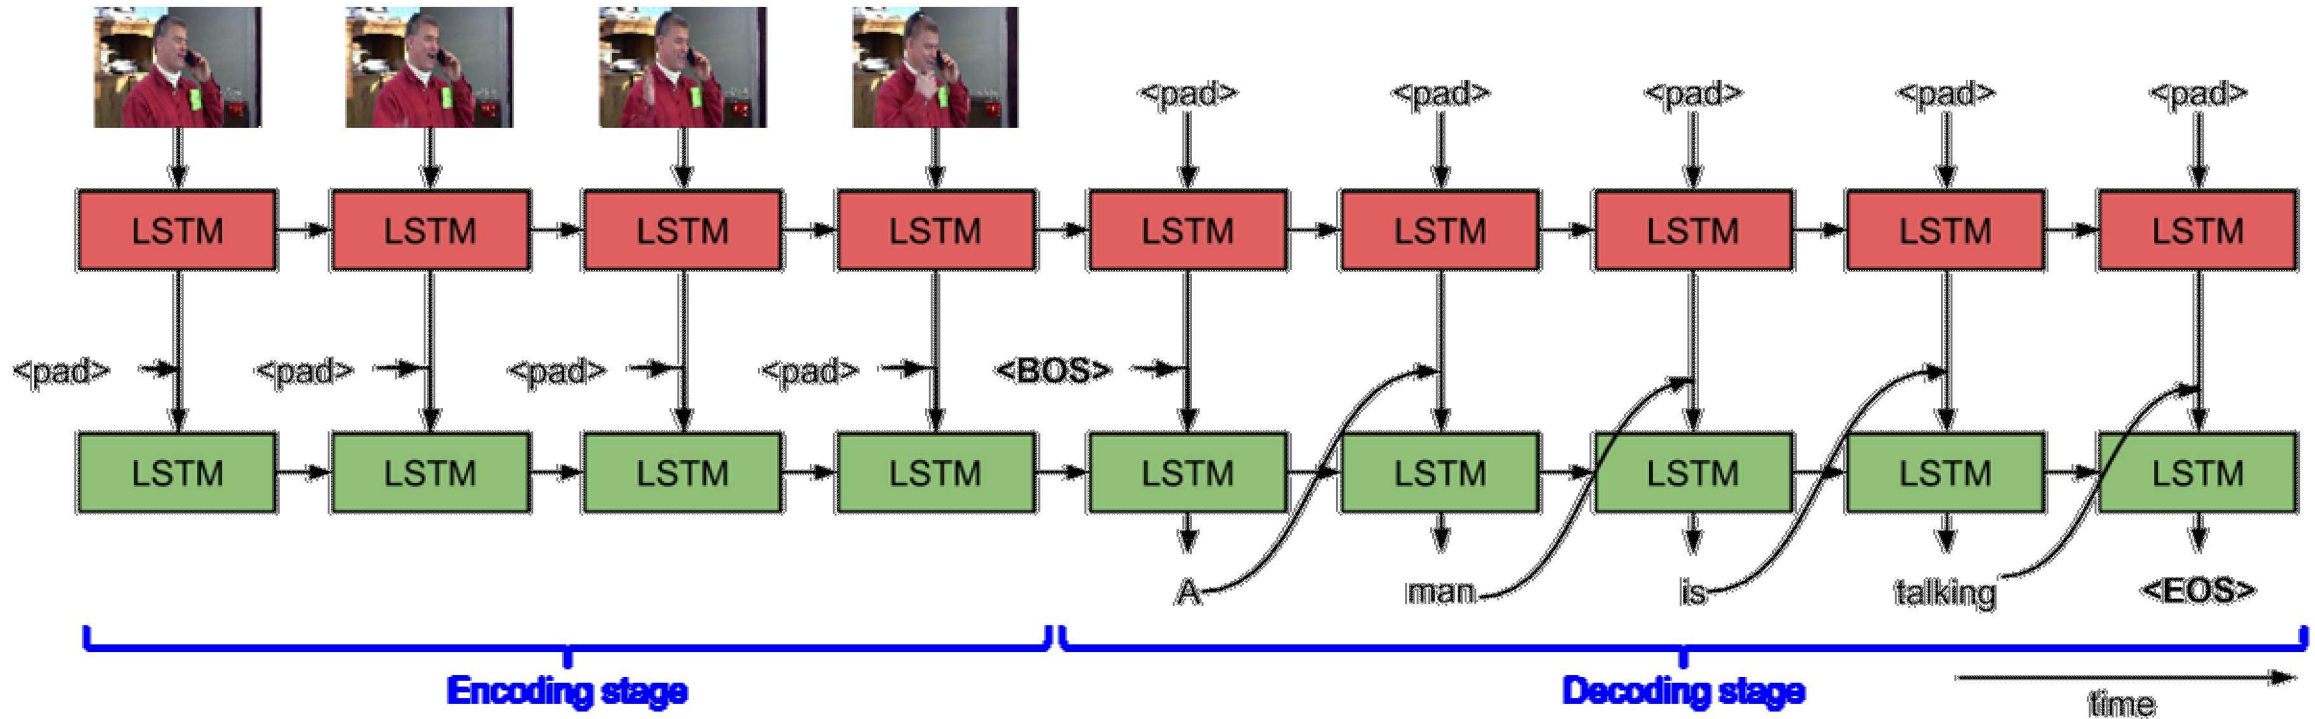 <pad> <pad> <pad> <pad> <pad>
LSTM LSTM LSTM LSTM LSTM LSTM LSTM LSTM LSTM
<pad> <pad> <pad> <pad> <BOS>
LSTM LSTM LSTM LSTM LSTM LSTM LSTM LSTM LSTM
A man is talking <EOS>
Encoding stage Decoding stage
time